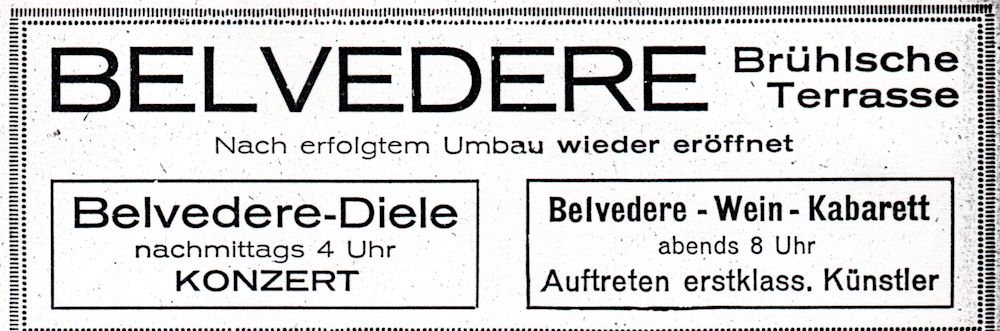 BELVEDERE
Brühlsche
Terrasse
Nach erfolgtem Umbau wieder eröffnet
Belvedere-Diele
nachmittags 4 Uhr
KONZERT
Belvedere - Wein - Kabarett
abends 8 Uhr
Auftreten erstklass. Künstler